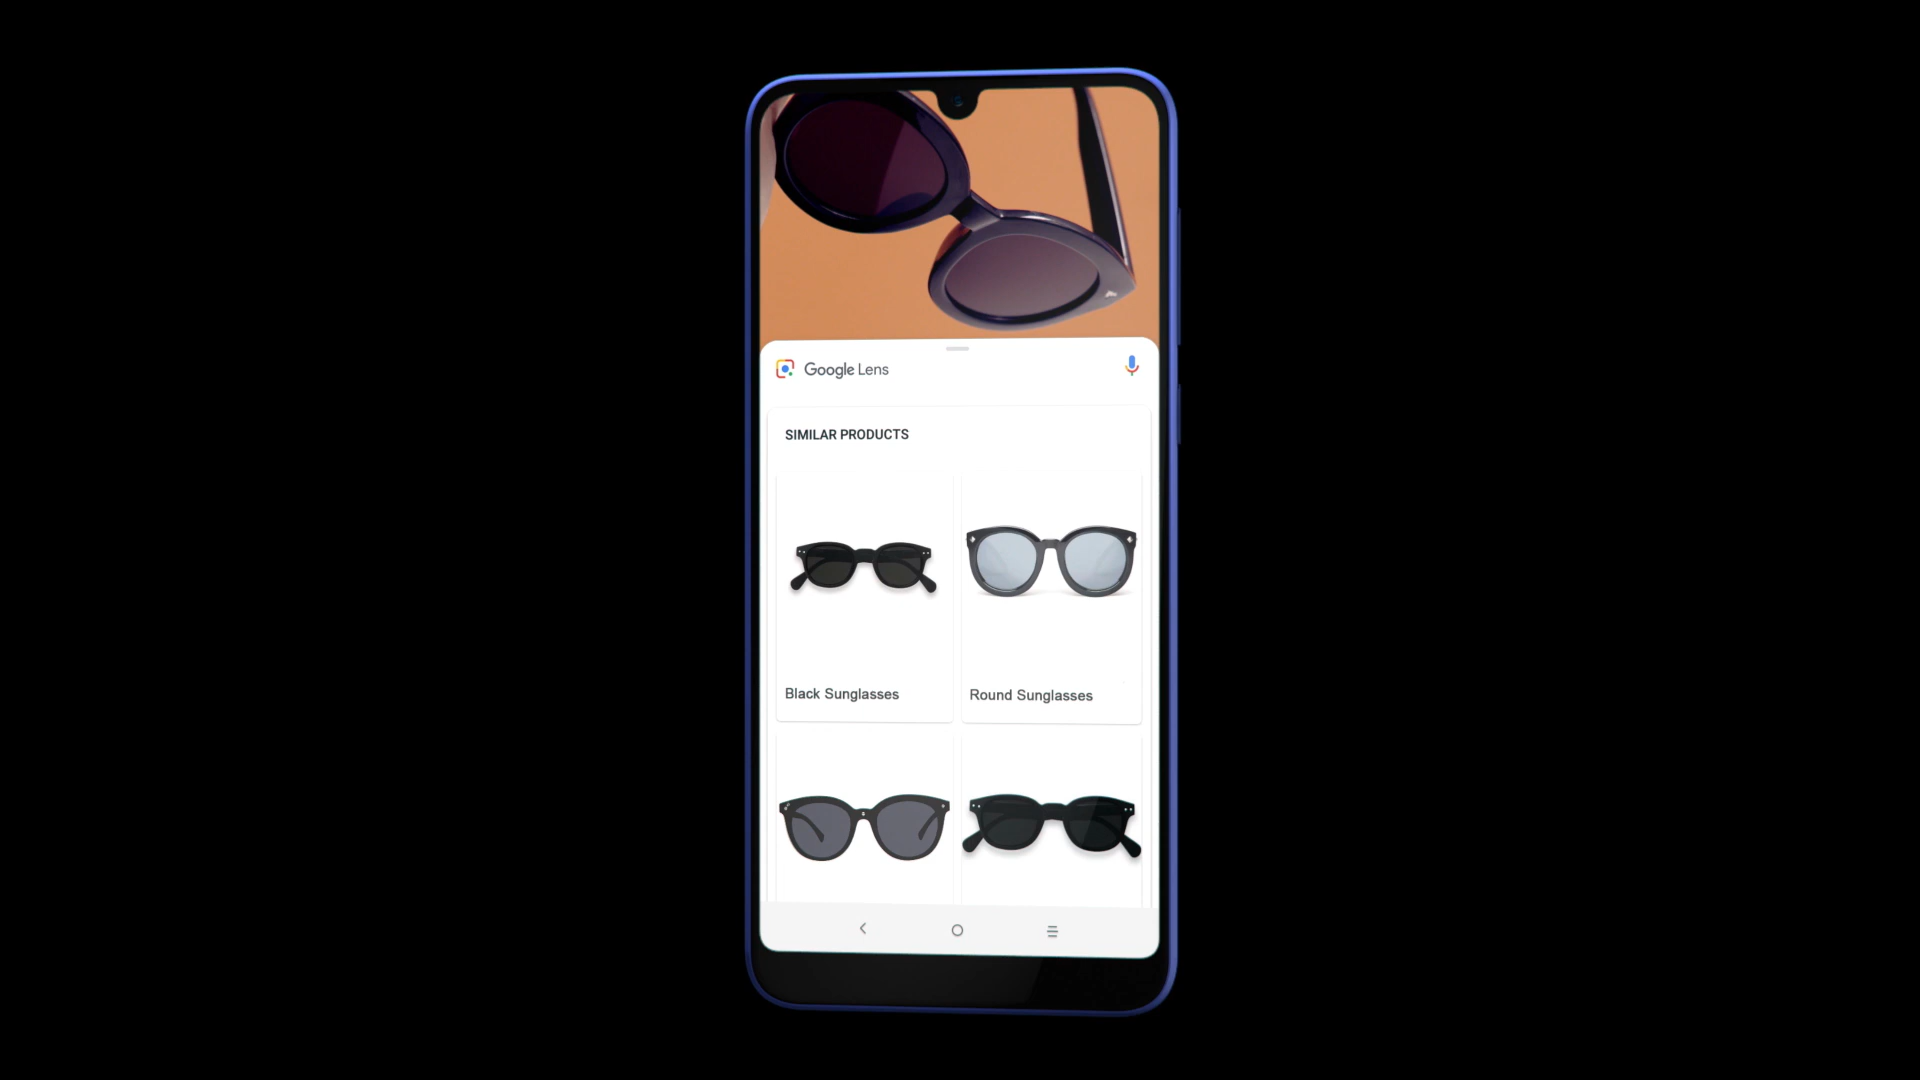 Google Lens
SIMILAR PRODUCTS
Black Sunglasses
Round Sunglasses